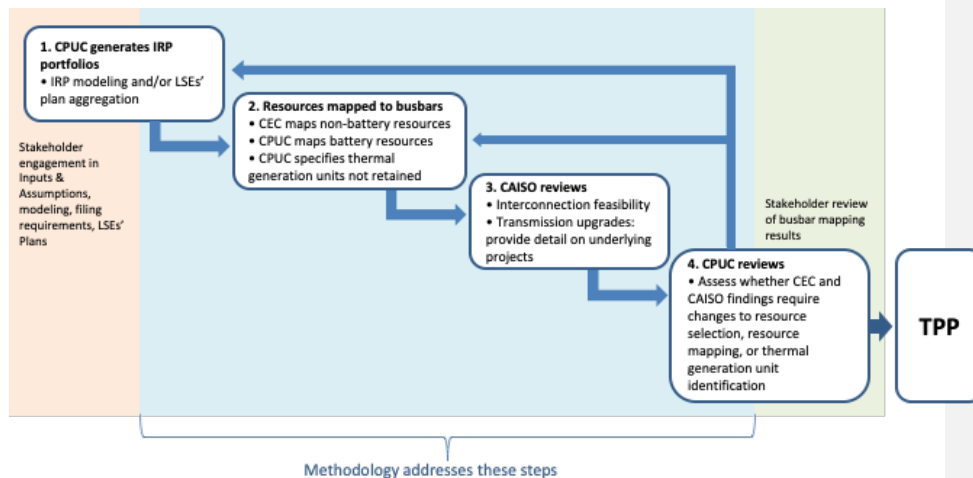 1. CPUC generates IRP
portfolios
• IRP modeling and/or LSEs'
plan aggregation
Stakeholder
engagement in
Inputs &
Assumptions,
modeling, filing
requirements, LSEs'
Plans
2. Resources mapped to busbars
• CEC maps non-battery resources
• CPUC maps battery resources
• CPUC specifies thermal
generation units not retained
3. CAISO reviews
• Interconnection feasibility
• Transmission upgrades:
provide detail on underlying
projects
Stakeholder review
of busbar mapping
results
4. CPUC reviews
• Assess whether CEC and
CAISO findings require
changes to resource
selection, resource
mapping, or thermal
generation unit
identification
TPP
Methodology addresses these steps